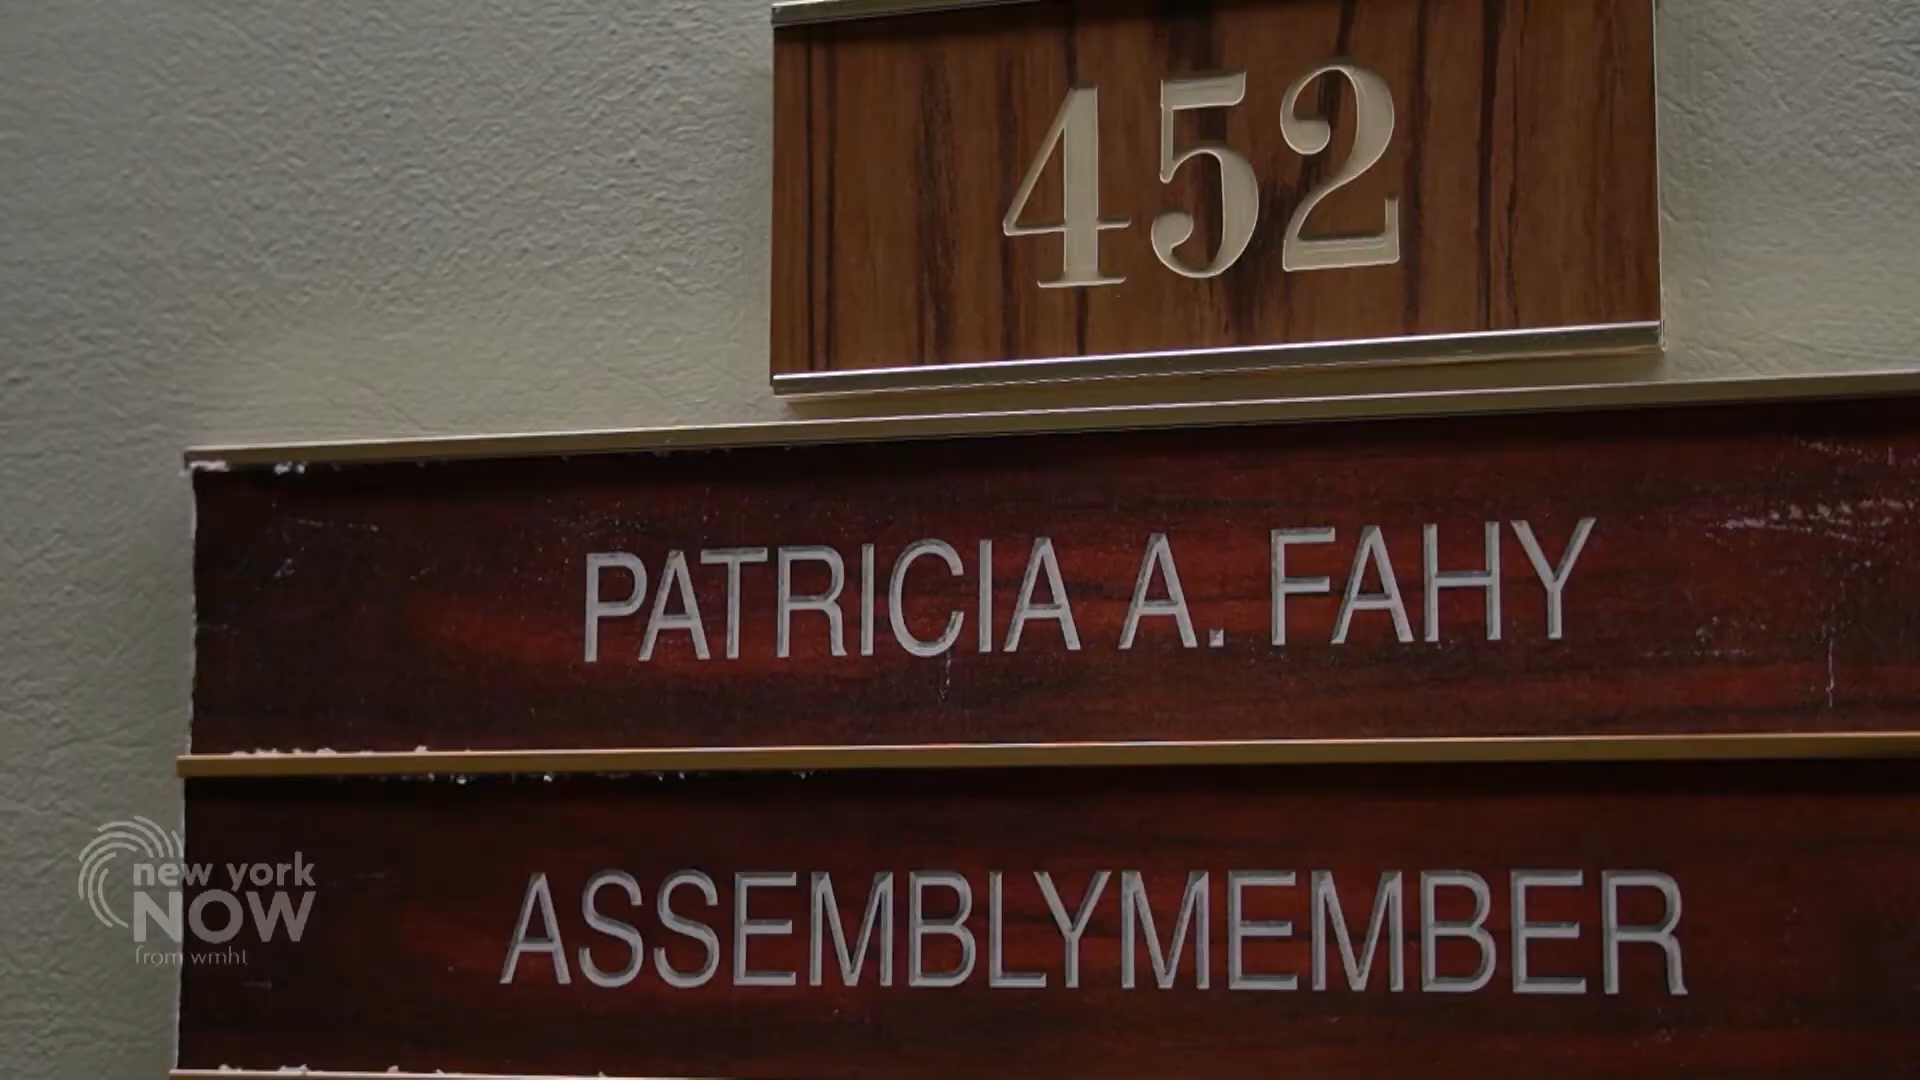 452
PATRICIA A. FAHY
ASSEMBLYMEMBER
new york
NOW
from wmht